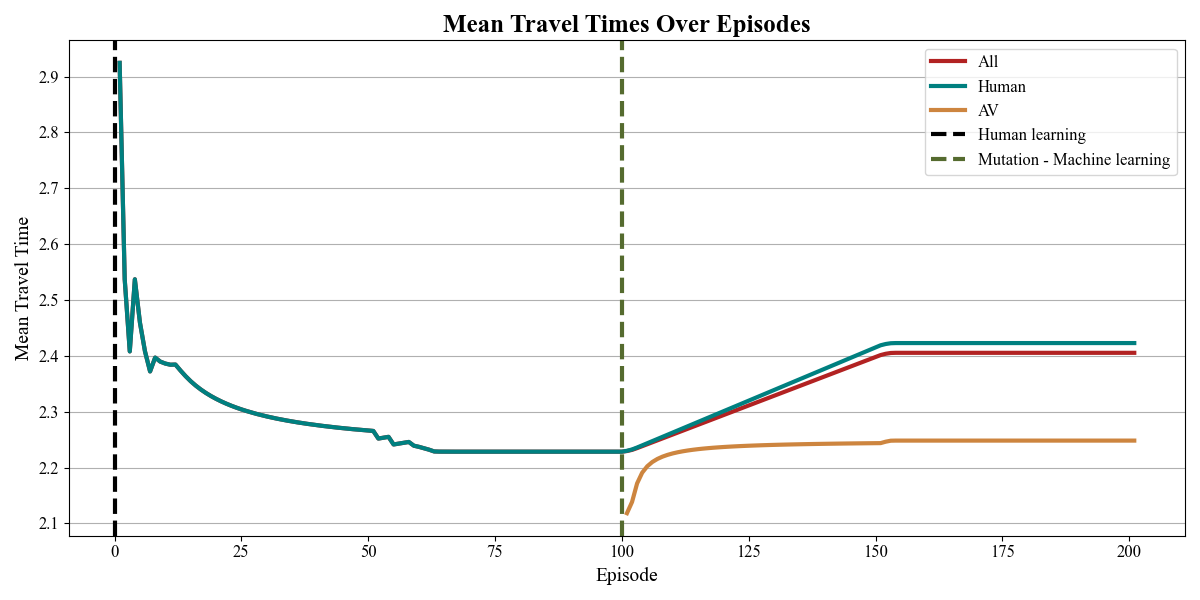 Mean Travel Times Over Episodes
Mean Travel Time
2.9
2.8
2.7
2.6
2.5
2.4
2.3
2.2
2.1
All
Human
AV
Human learning
Mutation - Machine learning
0
25
50
75
100
125
150
175
200
Episode